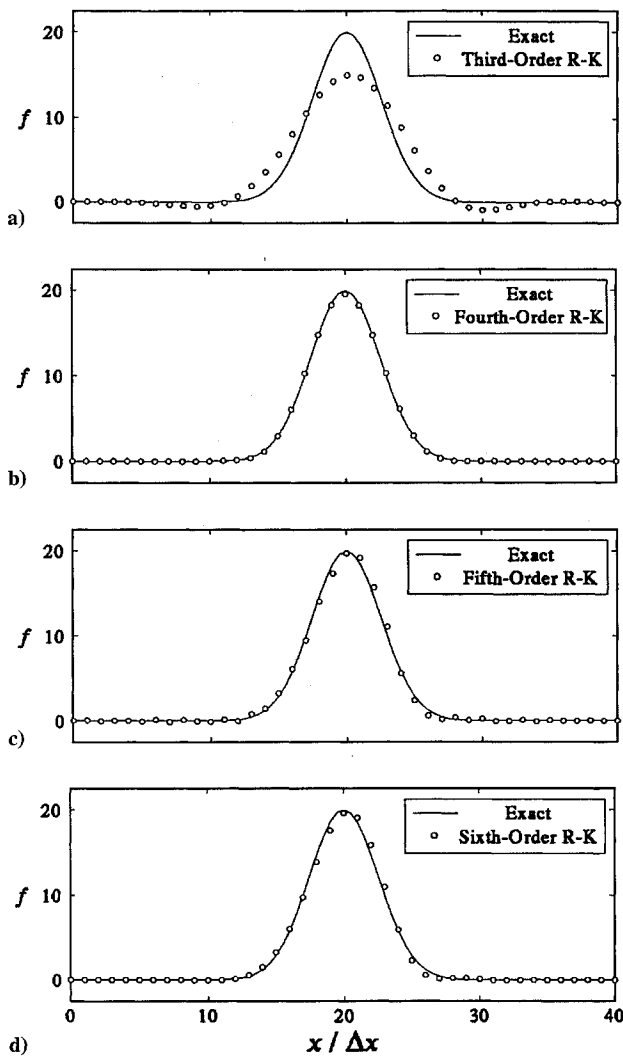 Exact
Third-Order R-K
20
f
10
0
a)
Exact
Fourth-Order R-K
20
f
10
0
b)
Exact
Fifth-Order R-K
20
f
10
0
c)
Exact
Sixth-Order R-K
20
f
10
0
d)
0 10 20 30 40
x / Δx